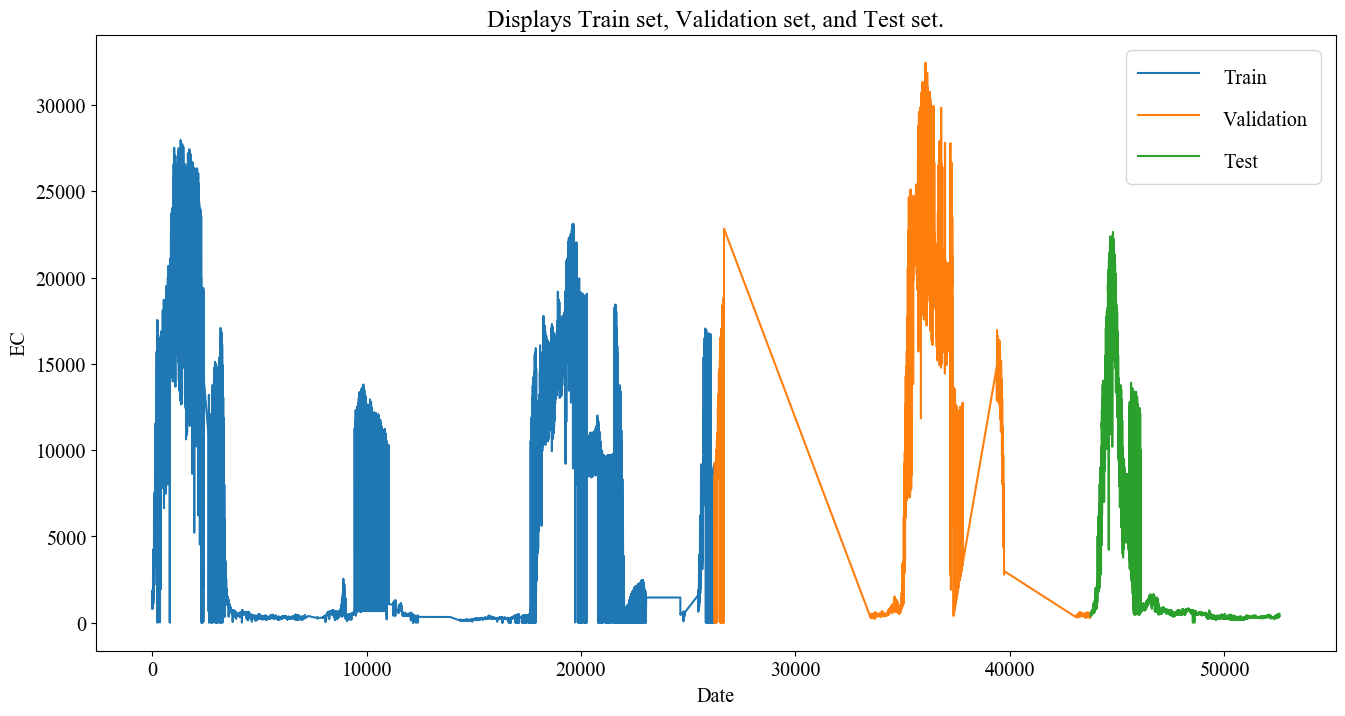 Displays Train set, Validation set, and Test set.
Train
Validation
Test
EC
30000
25000
20000
15000
10000
5000
0
0 10000 20000 30000 40000 50000
Date